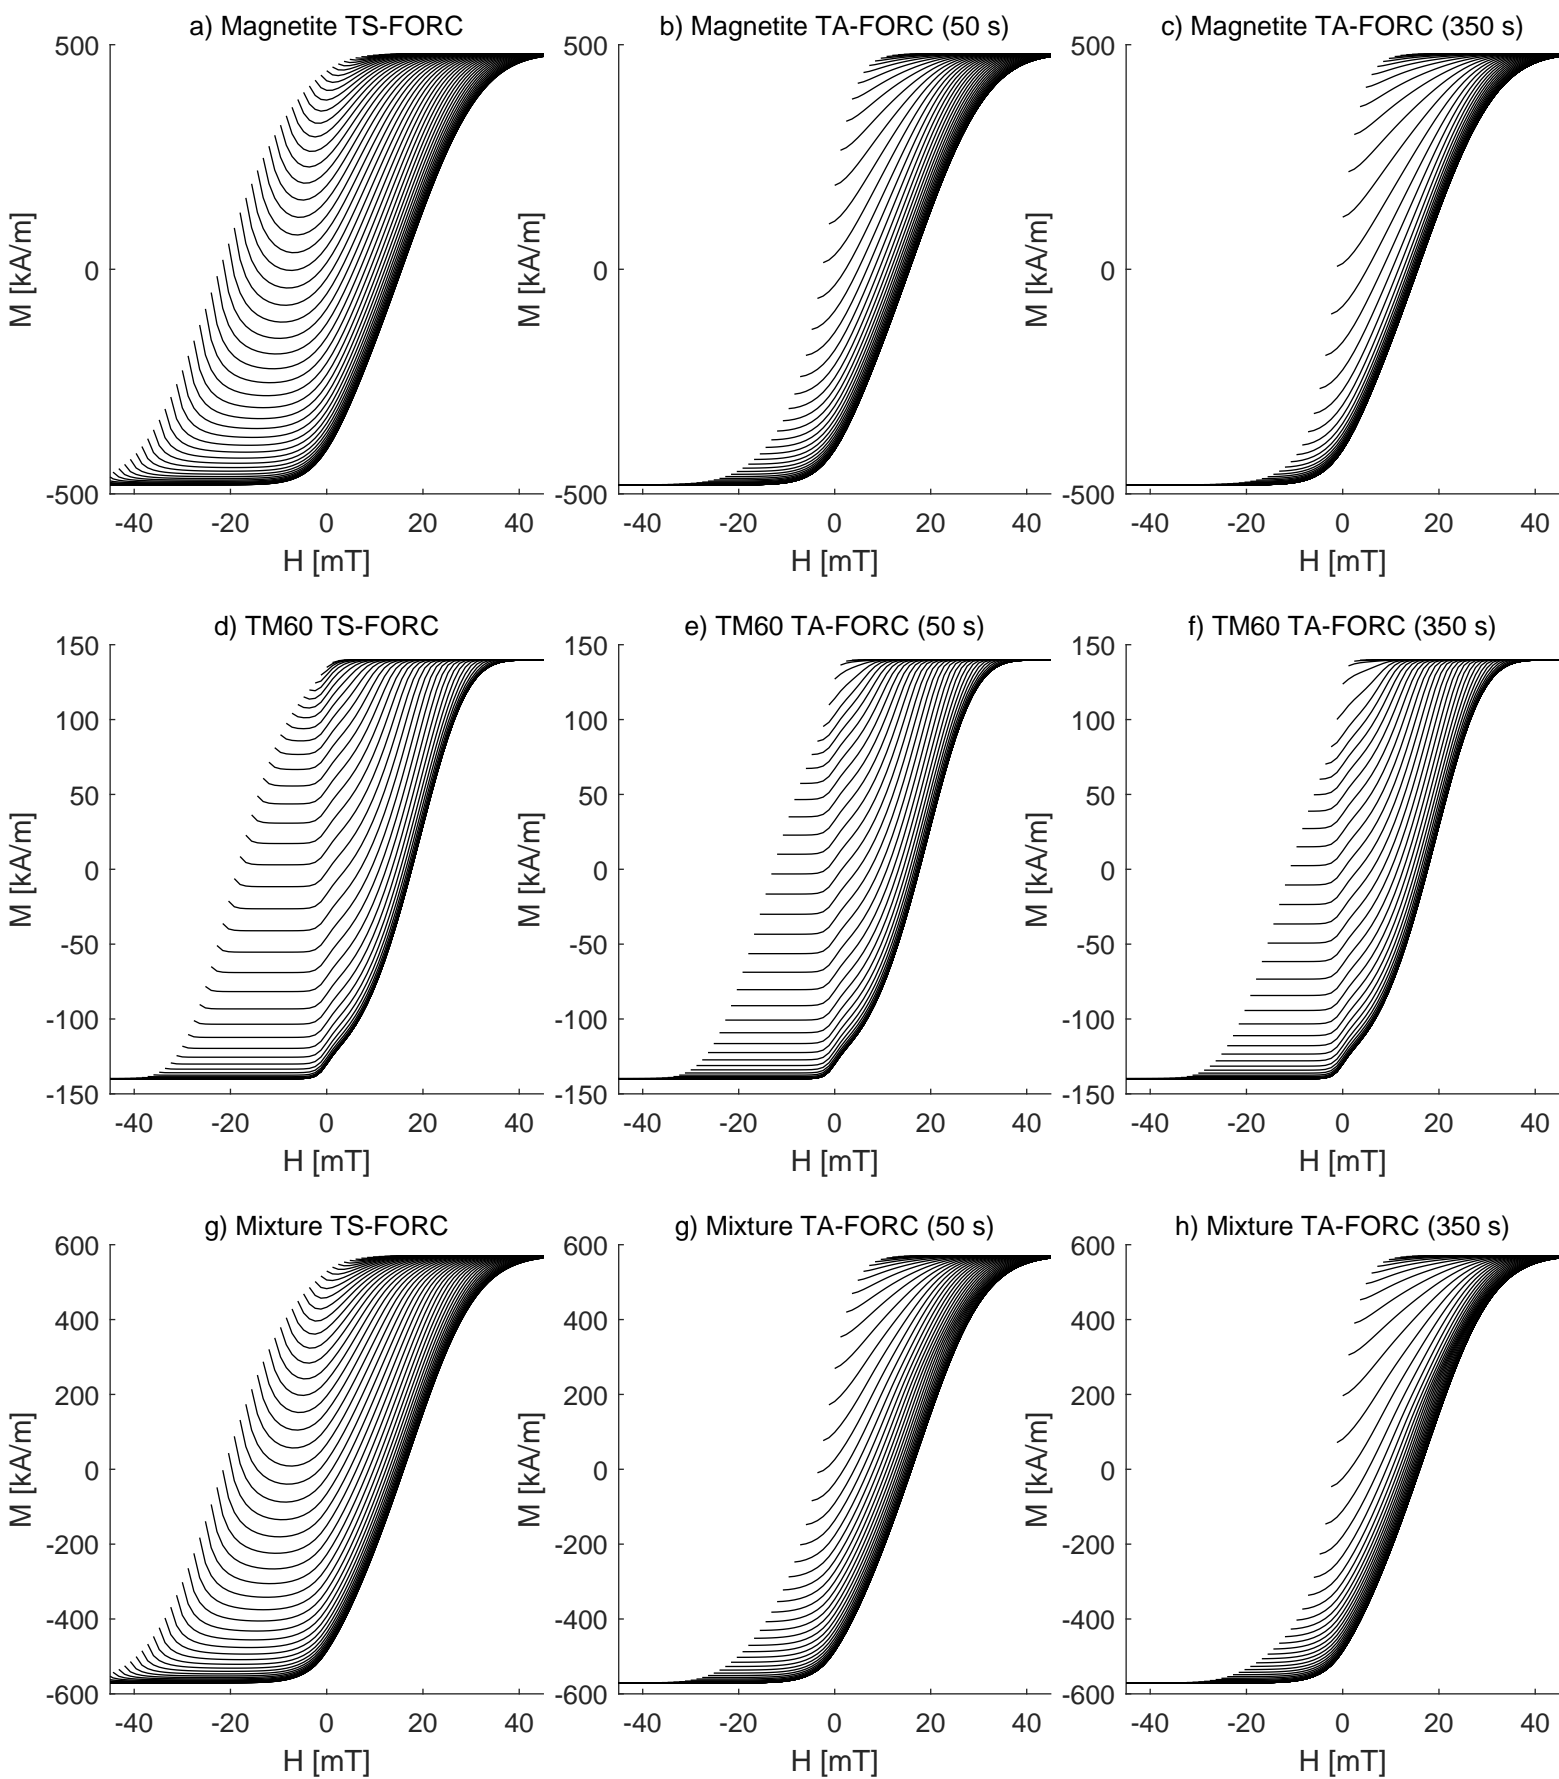 a) Magnetite TS-FORC
500
0
-500
M [kA/m]
-40 -20 0 20 40
H [mT]
b) Magnetite TA-FORC (50 s)
500
0
-500
M [kA/m]
-40 -20 0 20 40
H [mT]
c) Magnetite TA-FORC (350 s)
500
0
-500
M [kA/m]
-40 -20 0 20 40
H [mT]
d) TM60 TS-FORC
150
100
50
0
-50
-100
-150
M [kA/m]
-40 -20 0 20 40
H [mT]
e) TM60 TA-FORC (50 s)
150
100
50
0
-50
-100
-150
M [kA/m]
-40 -20 0 20 40
H [mT]
f) TM60 TA-FORC (350 s)
150
100
50
0
-50
-100
-150
M [kA/m]
-40 -20 0 20 40
H [mT]
g) Mixture TS-FORC
600
400
200
0
-200
-400
-600
M [kA/m]
-40 -20 0 20 40
H [mT]
g) Mixture TA-FORC (50 s)
600
400
200
0
-200
-400
-600
M [kA/m]
-40 -20 0 20 40
H [mT]
h) Mixture TA-FORC (350 s)
600
400
200
0
-200
-400
-600
M [kA/m]
-40 -20 0 20 40
H [mT]